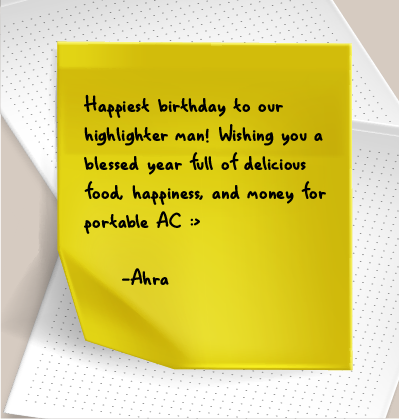 Happiest birthday to our
highlighter man! Wishing you a
blessed year full of delicious
food, happiness, and money for
portable AC :>
-Ahra